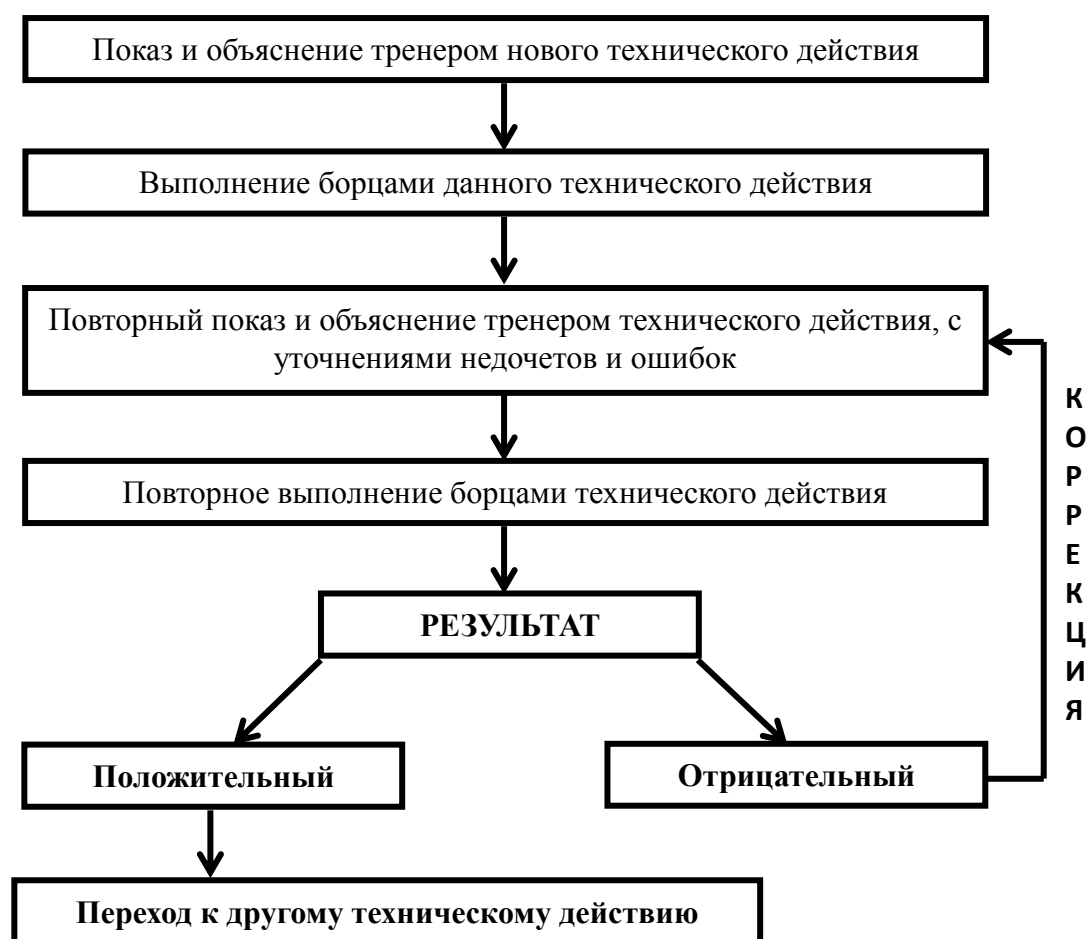 Показ и объяснение тренером нового технического действия
Выполнение борцами данного технического действия
Повторный показ и объяснение тренером технического действия, с
уточнениями недочетов и ошибок
Повторное выполнение борцами технического действия
РЕЗУЛЬТАТ
Положительный
Отрицательный
Переход к другому техническому действию
КОРРЕКЦИЯ